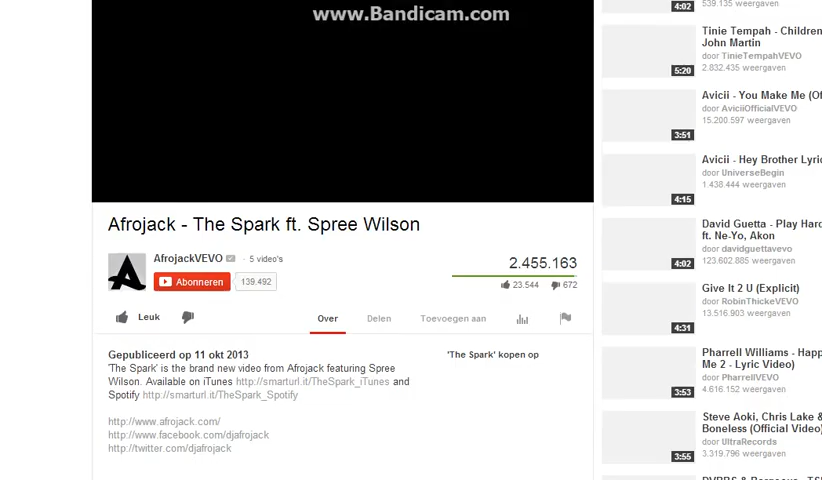 www.Bandicam.com
Afrojack - The Spark ft. Spree Wilson
AfrojackVEVO · 5 video's
Abonneren 139.492
2.455.163
23.544 672
Leuk
Over Delen Toevoegen aan
Gepubliceerd op 11 okt 2013
'The Spark' is the brand new video from Afrojack featuring Spree
Wilson. Available on iTunes http://smarturl.it/TheSpark_iTunes and
Spotify http://smarturl.it/TheSpark_Spotify
http://www.afrojack.com/
http://www.facebook.com/djafrojack
http://twitter.com/djafrojack
'The Spark' kopen op
539.135 weergaven
4:02
Tinie Tempah - Children
John Martin
door TinieTempahVEVO
2.832.435 weergaven
5:20
Avicii - You Make Me (Of
door AviciiOfficialVEVO
15.200.597 weergaven
3:51
Avicii - Hey Brother Lyric
door UniverseBegin
1.438.444 weergaven
4:15
David Guetta - Play Hard
ft. Ne-Yo, Akon
door davidguettavevo
123.602.885 weergaven
4:02
Give It 2 U (Explicit)
door RobinThickeVEVO
13.516.903 weergaven
4:31
Pharrell Williams - Happ
Me 2 - Lyric Video)
door PharrellVEVO
4.616.152 weergaven
3:53
Steve Aoki, Chris Lake &
Boneless (Official Video)
door UltraRecords
3.319.796 weergaven
3:55